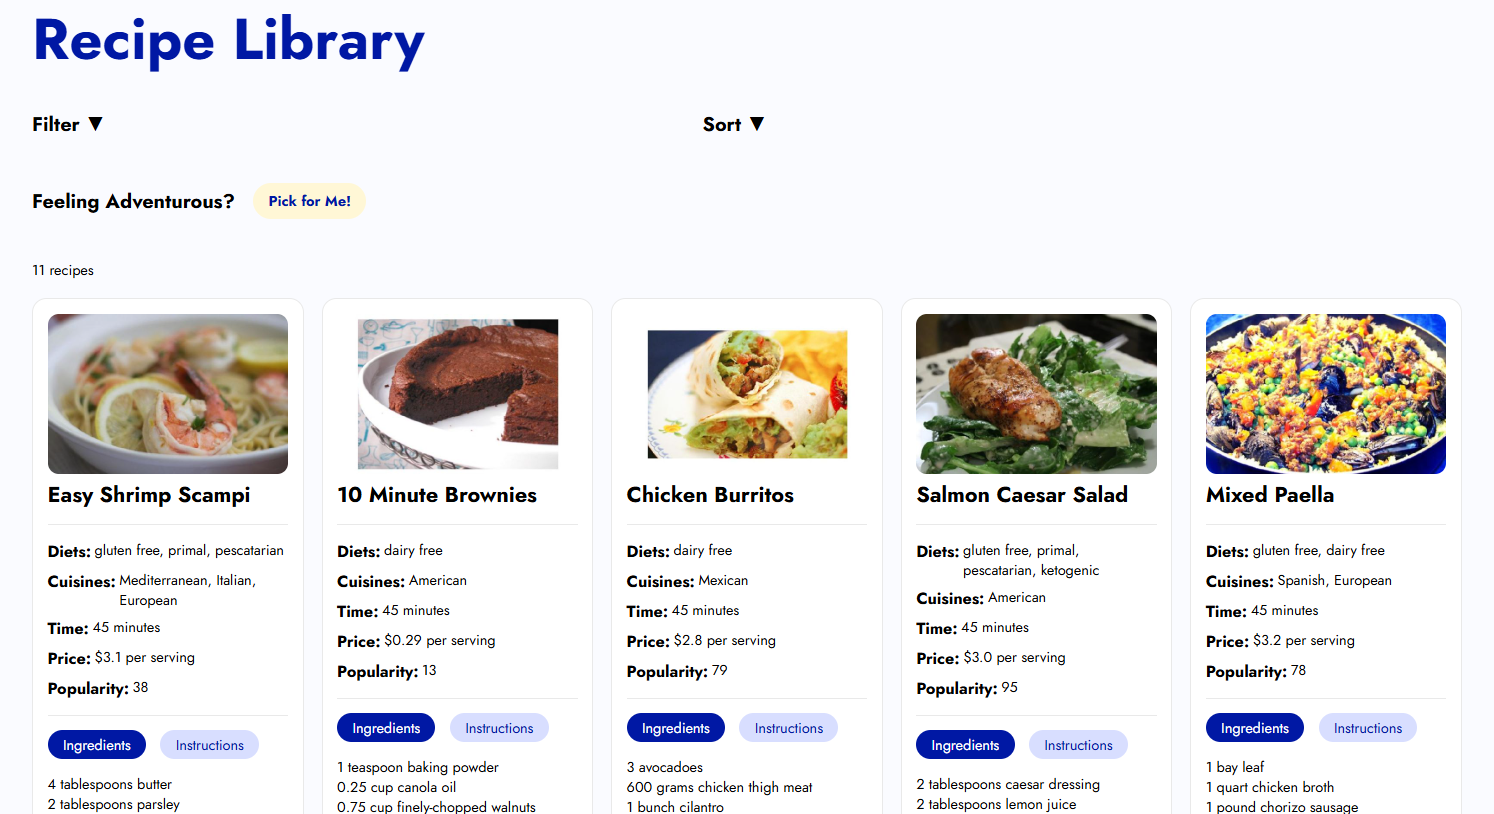 Recipe Library
Filter ▼
Sort ▼
Feeling Adventurous?
Pick for Me!
11 recipes
Easy Shrimp Scampi
Diets: gluten free, primal, pescatarian
Cuisines: Mediterranean, Italian,
European
Time: 45 minutes
Price: $3.1 per serving
Popularity: 38
Ingredients
Instructions
4 tablespoons butter
2 tablespoons parsley
10 Minute Brownies
Diets: dairy free
Cuisines: American
Time: 45 minutes
Price: $0.29 per serving
Popularity: 13
Ingredients
Instructions
1 teaspoon baking powder
0.25 cup canola oil
0.75 cup finely-chopped walnuts
Chicken Burritos
Diets: dairy free
Cuisines: Mexican
Time: 45 minutes
Price: $2.8 per serving
Popularity: 79
Ingredients
Instructions
3 avocadoes
600 grams chicken thigh meat
1 bunch cilantro
Salmon Caesar Salad
Diets: gluten free, primal,
pescatarian, ketogenic
Cuisines: American
Time: 45 minutes
Price: $3.0 per serving
Popularity: 95
Ingredients
Instructions
2 tablespoons caesar dressing
2 tablespoons lemon juice
Mixed Paella
Diets: gluten free, dairy free
Cuisines: Spanish, European
Time: 45 minutes
Price: $3.2 per serving
Popularity: 78
Ingredients
Instructions
1 bay leaf
1 quart chicken broth
1 pound chorizo sausage